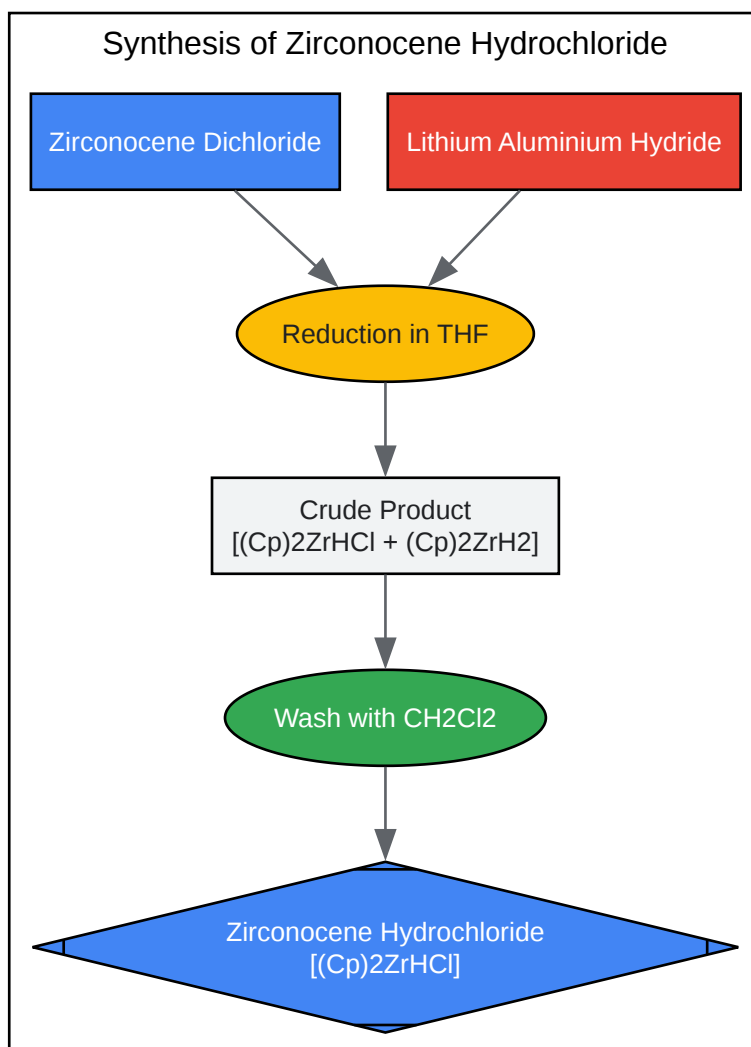 Synthesis of Zirconocene Hydrochloride
Zirconocene Dichloride
Lithium Aluminium Hydride
Reduction in THF
Crude Product
[(Cp)2ZrHCl + (Cp)2ZrH2]
Wash with CH2Cl2
Zirconocene Hydrochloride
[(Cp)2ZrHCl]